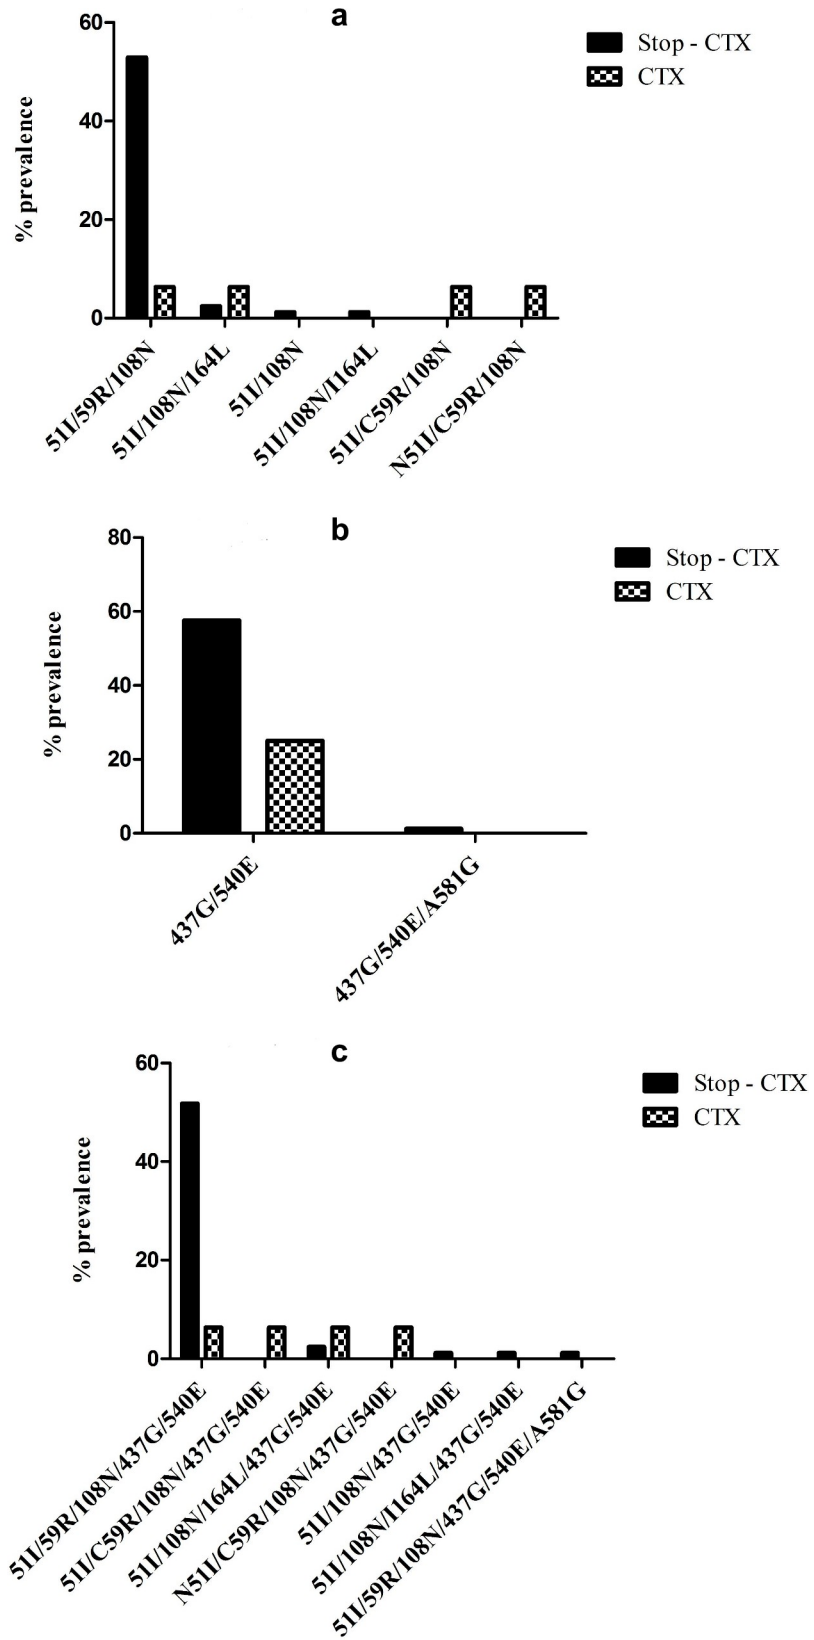 a
60
40
20
0
% prevalence
Stop - CTX
CTX
51I/59R/108N
51I/108N/164L
51I/108N
51I/108N/I164L
51I/C59R/108N
N51I/C59R/108N
b
80
60
40
20
0
% prevalence
Stop - CTX
CTX
437G/540E
437G/540E/A581G
c
60
40
20
0
% prevalence
Stop - CTX
CTX
51I/59R/108N/437G/540E
51I/C59R/108N/437G/540E
51I/108N/164L/437G/540E
N51I/C59R/108N/437G/540E
51I/108N/437G/540E
51I/108N/I164L/437G/540E
51I/59R/108N/437G/540E/A581G